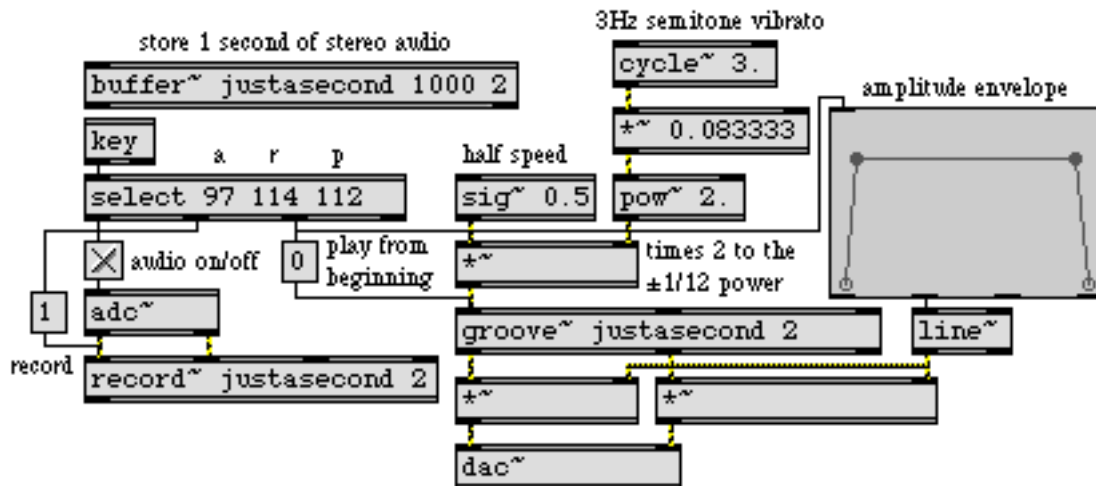 3Hz semitone vibrato
store 1 second of stereo audio
cycle~ 3.
buffer~ justasecond 1000 2
amplitude envelope
*~ 0.083333
key
a r p
half speed
select 97 114 112
sig~ 0.5
pow~ 2.
audio on/off
0
play from
beginning
*~
times 2 to the
±1/12 power
1
adc~
groove~ justasecond 2
line~
record
record~ justasecond 2
*~
*~
dac~